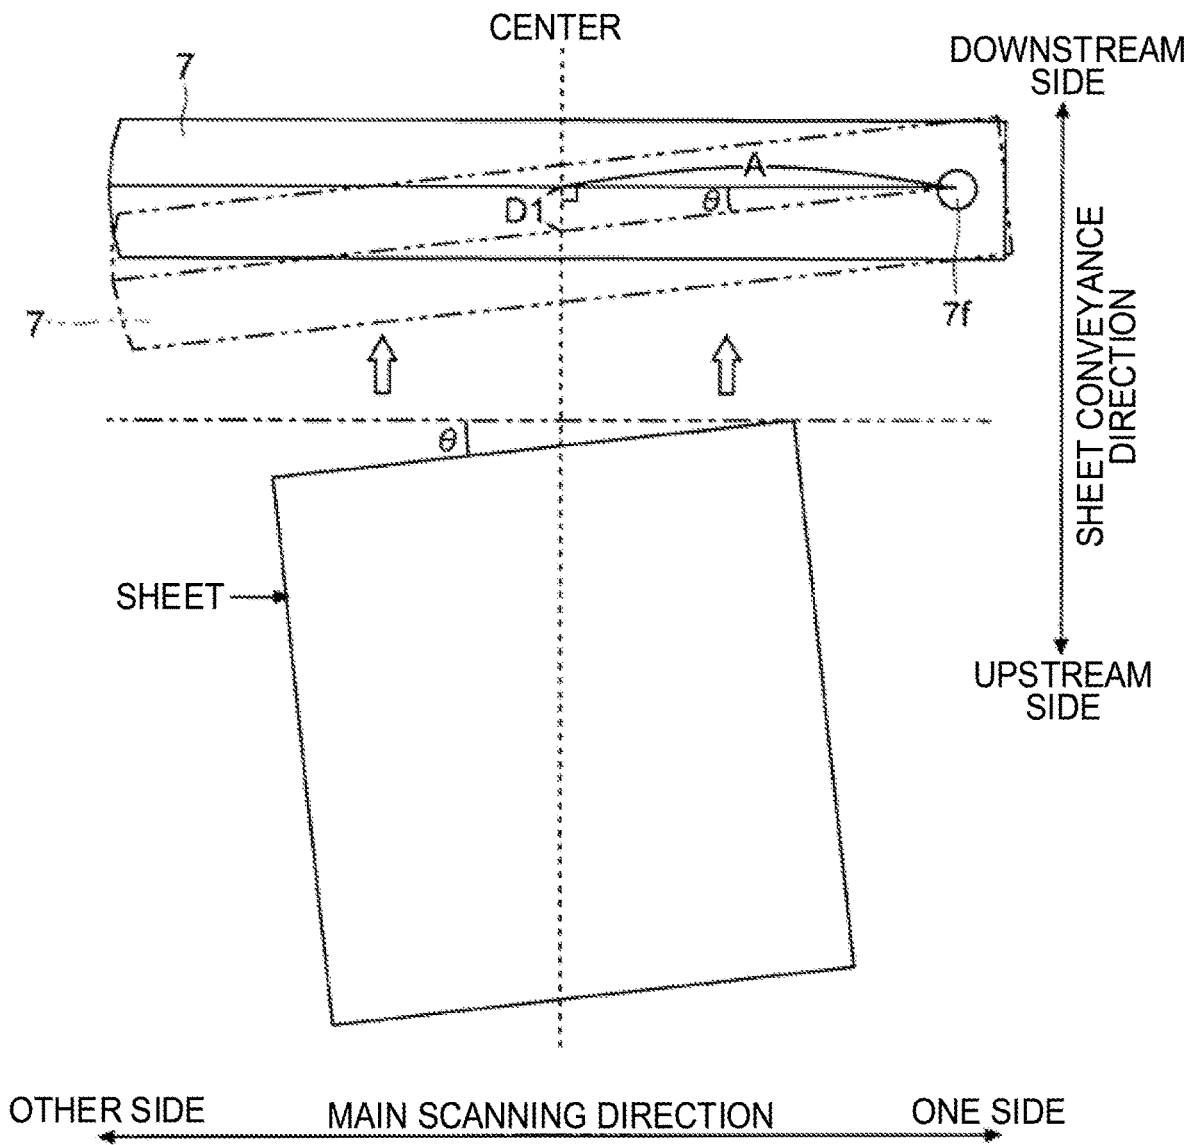 CENTER
DOWNSTREAM
SIDE
7
A
θ
D1
7f
7
SHEET CONVEYANCE
DIRECTION
θ
SHEET
UPSTREAM
SIDE
OTHER SIDE
MAIN SCANNING DIRECTION
ONE SIDE